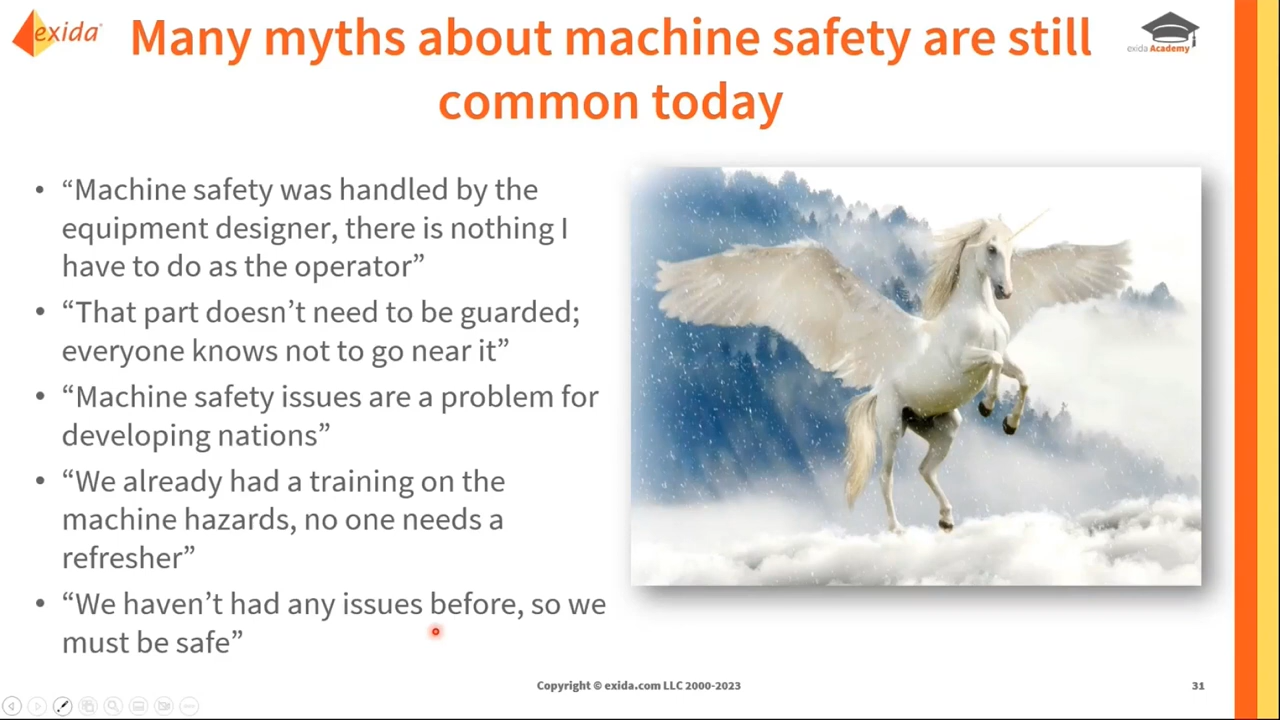 exida®
Many myths about machine safety are still
common today
exida Academy
• “Machine safety was handled by the
equipment designer, there is nothing I
have to do as the operator”
• “That part doesn’t need to be guarded;
everyone knows not to go near it”
• “Machine safety issues are a problem for
developing nations”
• “We already had a training on the
machine hazards, no one needs a
refresher”
• “We haven’t had any issues before, so we
must be safe”
Copyright © exida.com LLC 2000-2023
31